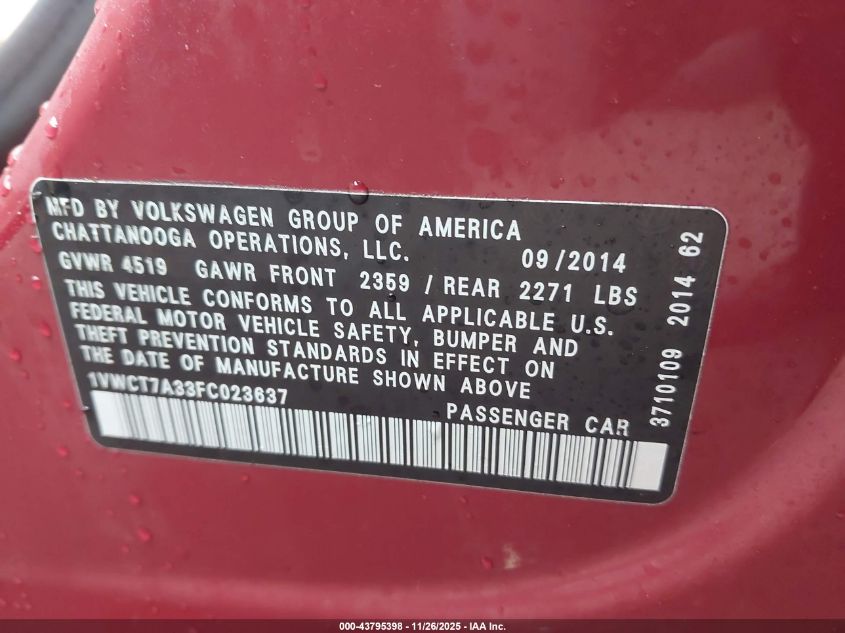 MFD BY VOLKSWAGEN GROUP OF AMERICA
CHATTANOOGA OPERATIONS, LLC. 09/2014
GVWR 4519 GAWR FRONT 2359 / REAR 2271 LBS
THIS VEHICLE CONFORMS TO ALL APPLICABLE U.S.
FEDERAL MOTOR VEHICLE SAFETY, BUMPER AND
THEFT PREVENTION STANDARDS IN EFFECT ON
THE DATE OF MANUFACTURE SHOWN ABOVE
1VWCT7A33FC023637
PASSENGER CAR
3710109 2014 62
000-43795398 - 11/26/2025 - IAA Inc.